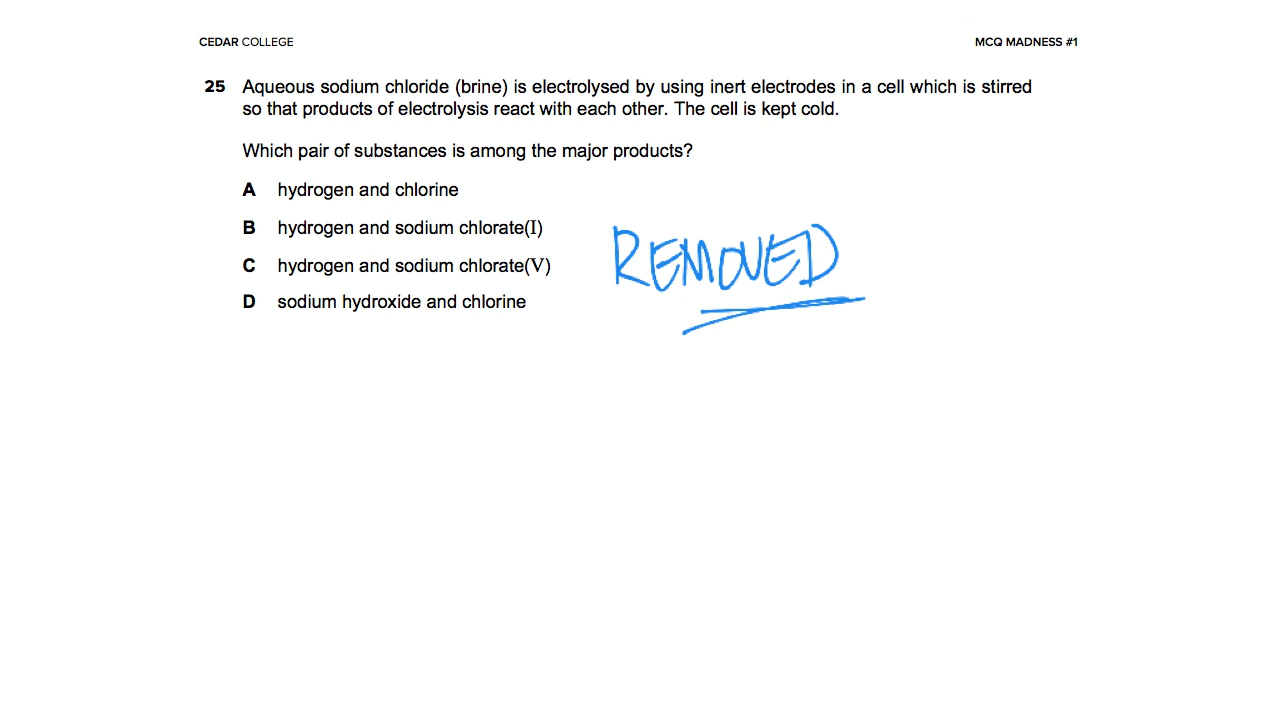 CEDAR COLLEGE MCQ MADNESS #1
25 Aqueous sodium chloride (brine) is electrolysed by using inert electrodes in a cell which is stirred
so that products of electrolysis react with each other. The cell is kept cold.
Which pair of substances is among the major products?
A hydrogen and chlorine
B hydrogen and sodium chlorate(I)
C hydrogen and sodium chlorate(V)
D sodium hydroxide and chlorine
REMOVED